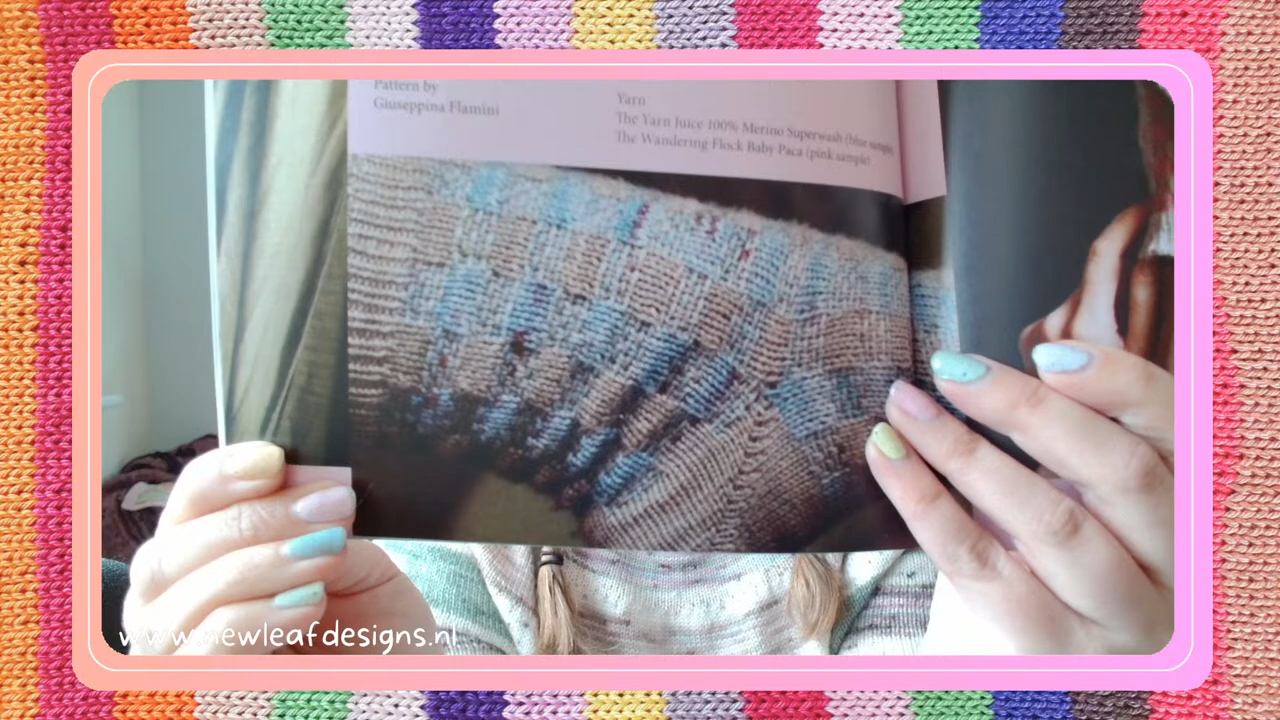 Pattern by
Giuseppina Flamini
Yarn
The Yarn Juice 100% Merino Superwash (blue sample)
The Wandering Flock Baby Paca (pink sample)
www.newleafdesigns.nl